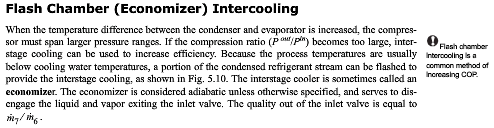 Flash Chamber (Economizer) Intercooling
When the temperature difference between the condenser and evaporator is increased, the compres-
sor must span larger pressure ranges. If the compression ratio (P^out/P^in) becomes too large, inter-
stage cooling can be used to increase efficiency. Because the process temperatures are usually
below cooling water temperatures, a portion of the condensed refrigerant stream can be flashed to
provide the interstage cooling, as shown in Fig. 5.10. The interstage cooler is sometimes called an
economizer. The economizer is considered adiabatic unless otherwise specified, and serves to dis-
engage the liquid and vapor exiting the inlet valve. The quality out of the inlet valve is equal to
ṁ7/ṁ6.
Flash chamber
intercooling is a
common method of
increasing COP.